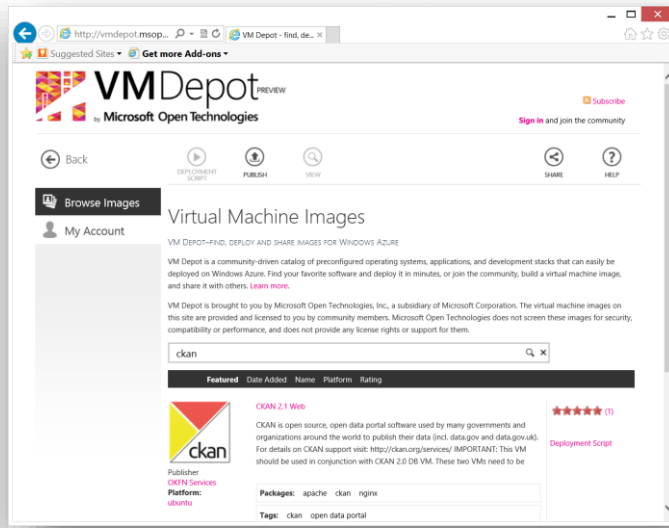 http://vmdepot.msop...
VM Depot - find, de...
Suggested Sites
Get more Add-ons
VMDepot PREVIEW
by Microsoft Open Technologies
Subscribe
Sign in and join the community
Back
DEPLOYMENT SCRIPT
PUBLISH
VIEW
SHARE
HELP
Browse Images
My Account
Virtual Machine Images
VM DEPOT–FIND, DEPLOY AND SHARE IMAGES FOR WINDOWS AZURE
VM Depot is a community-driven catalog of preconfigured operating systems, applications, and development stacks that can easily be
deployed on Windows Azure. Find your favorite software and deploy it in minutes, or join the community, build a virtual machine image,
and share it with others. Learn more.
VM Depot is brought to you by Microsoft Open Technologies, Inc., a subsidiary of Microsoft Corporation. The virtual machine images on
this site are provided and licensed to you by community members. Microsoft Open Technologies does not screen these images for security,
compatibility or performance, and does not provide any license rights or support for them.
ckan
Featured Date Added Name Platform Rating
ckan
Publisher
OKFN Services
Platform:
ubuntu
CKAN 2.1 Web
CKAN is open source, open data portal software used by many governments and
organizations around the world to publish their data (incl. data.gov and data.gov.uk).
For details on CKAN support visit: http://ckan.org/services/ IMPORTANT: This VM
should be used in conjunction with CKAN 2.0 DB VM. These two VMs need to be
Packages: apache ckan nginx
Tags: ckan open data portal
(1)
Deployment Script